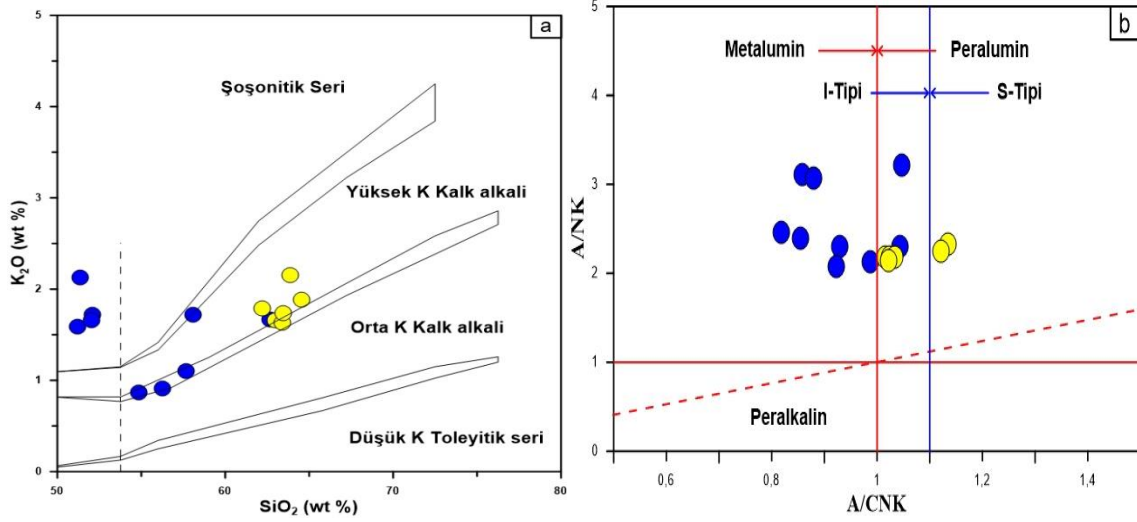 a
Şoşonitik Seri
Yüksek K Kalk alkali
Orta K Kalk alkali
Düşük K Toleyitik seri
5
4
3
2
1
0
K2O (wt %)
50
60
70
80
SiO2 (wt %)
b
Metalumin
Peralumin
I-Tipi
S-Tipi
Peralkalin
5
4
3
2
1
0
A/NK
0,6
0,8
1
1,2
1,4
A/CNK